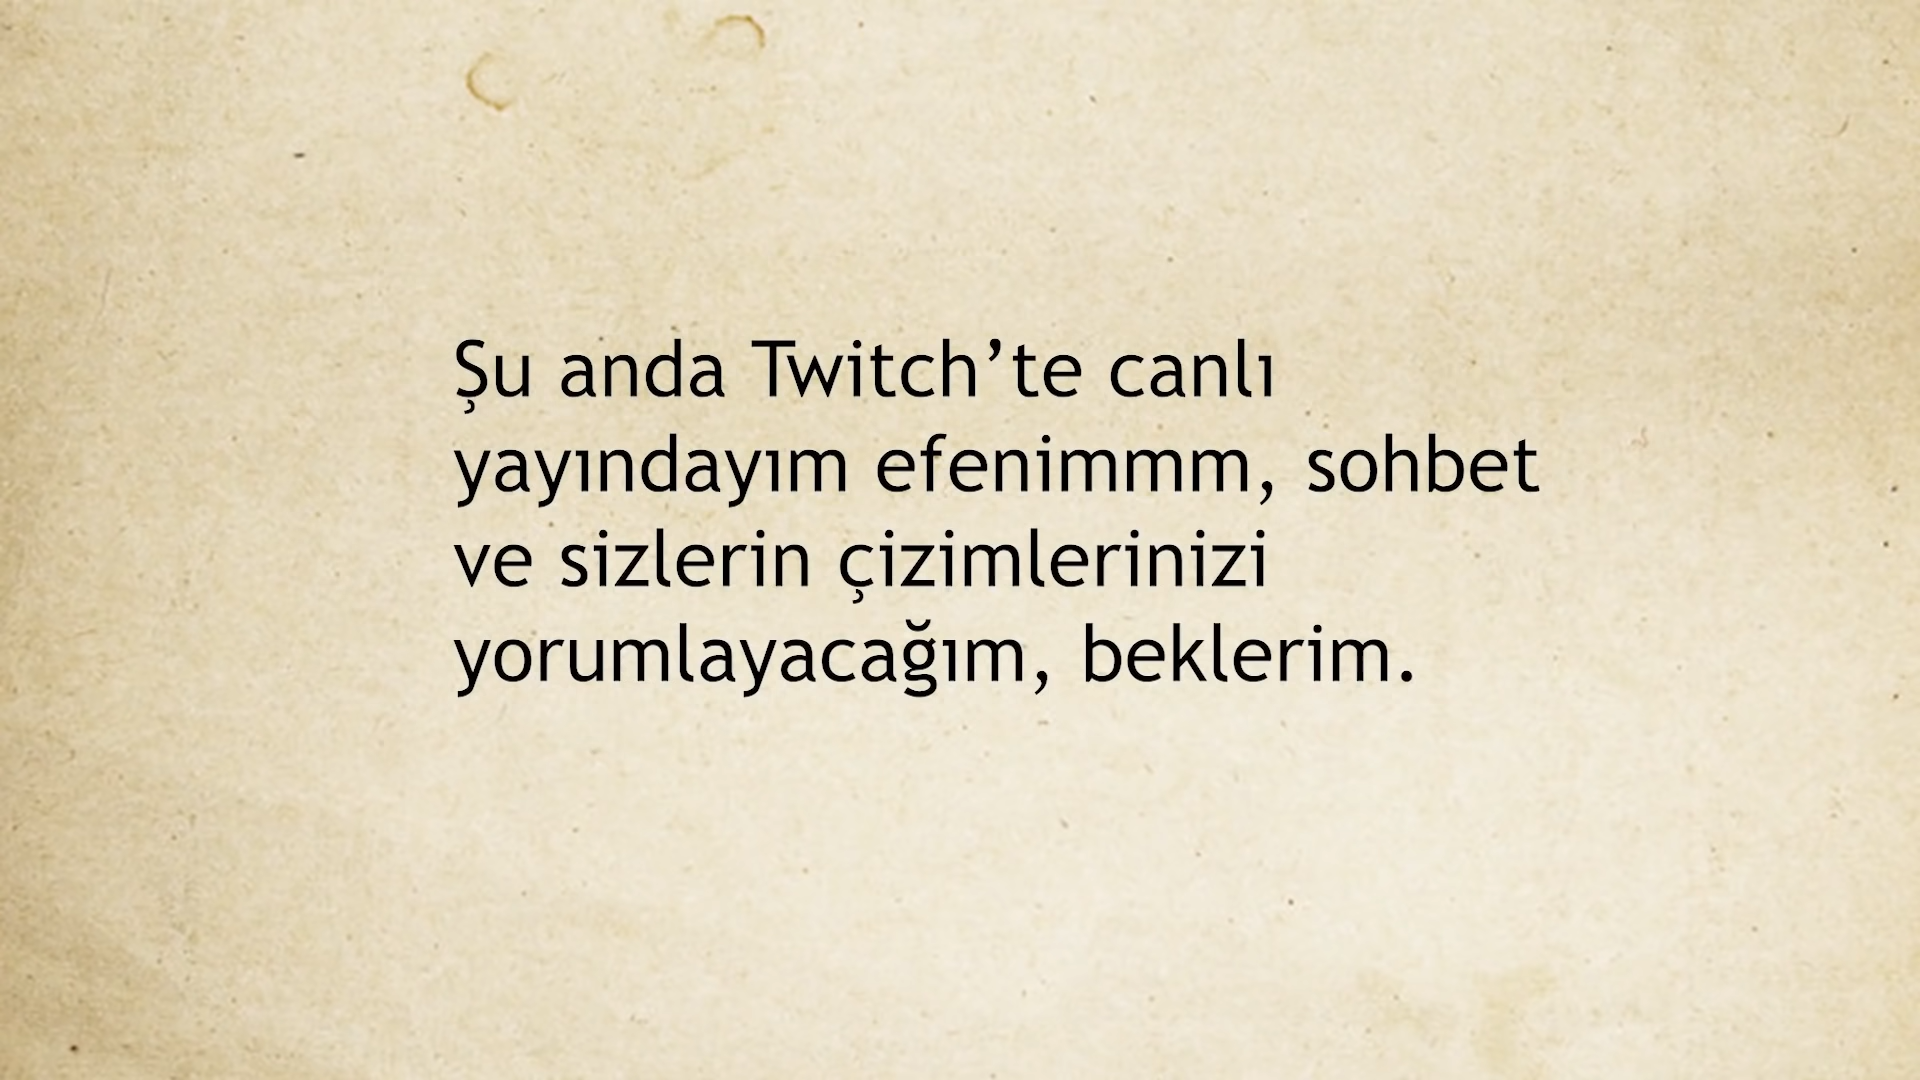 Şu anda Twitch’te canlı
yayındayım efenimmm, sohbet
ve sizlerin çizimlerinizi
yorumlayacağım, beklerim.